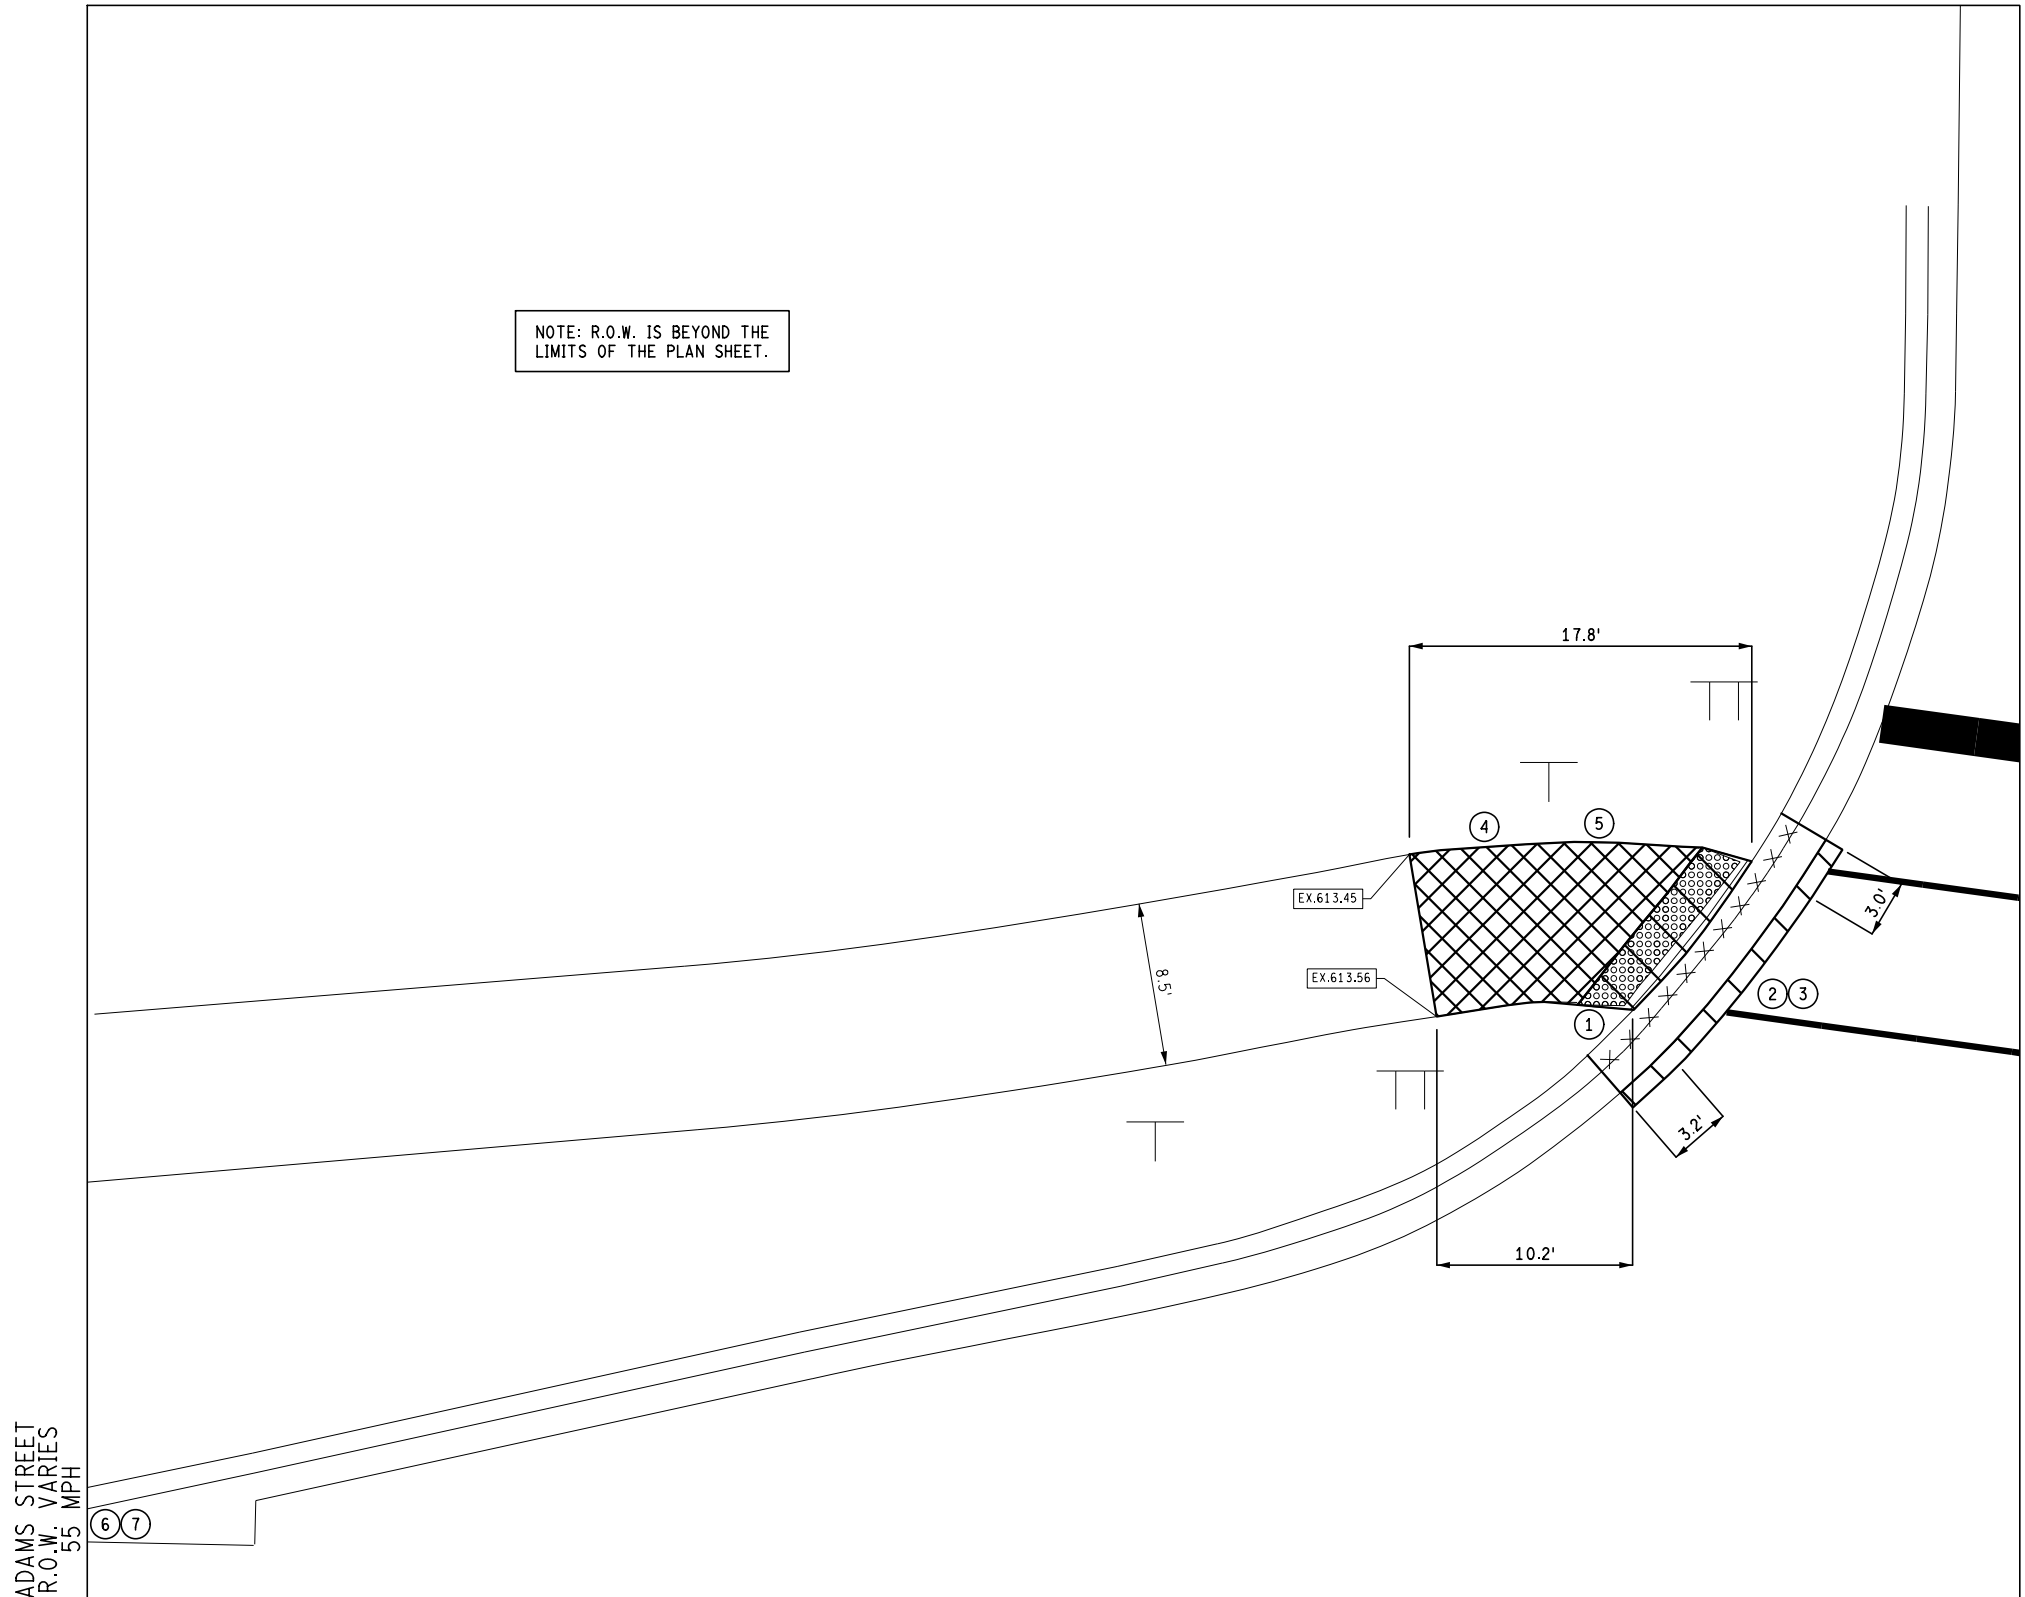 NOTE: R.O.W. IS BEYOND THE
LIMITS OF THE PLAN SHEET.
17.8'
4
5
EX.613.45
3.0'
8.5'
EX.613.56
2
3
1
3.2'
10.2'
ADAMS STREET
R.O.W. VARIES
55 MPH
6
7